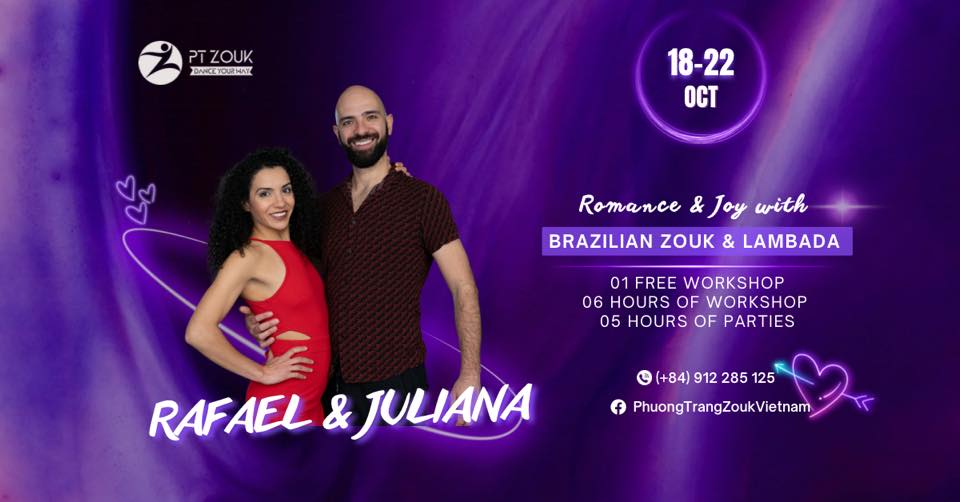 PT ZOUK
DANCE YOUR WAY
18-22
OCT
Romance & Joy with
BRAZILIAN ZOUK & LAMBADA
01 FREE WORKSHOP
06 HOURS OF WORKSHOP
05 HOURS OF PARTIES
(+84) 912 285 125
PhuongTrangZoukVietnam
RAFAEL & JULIANA